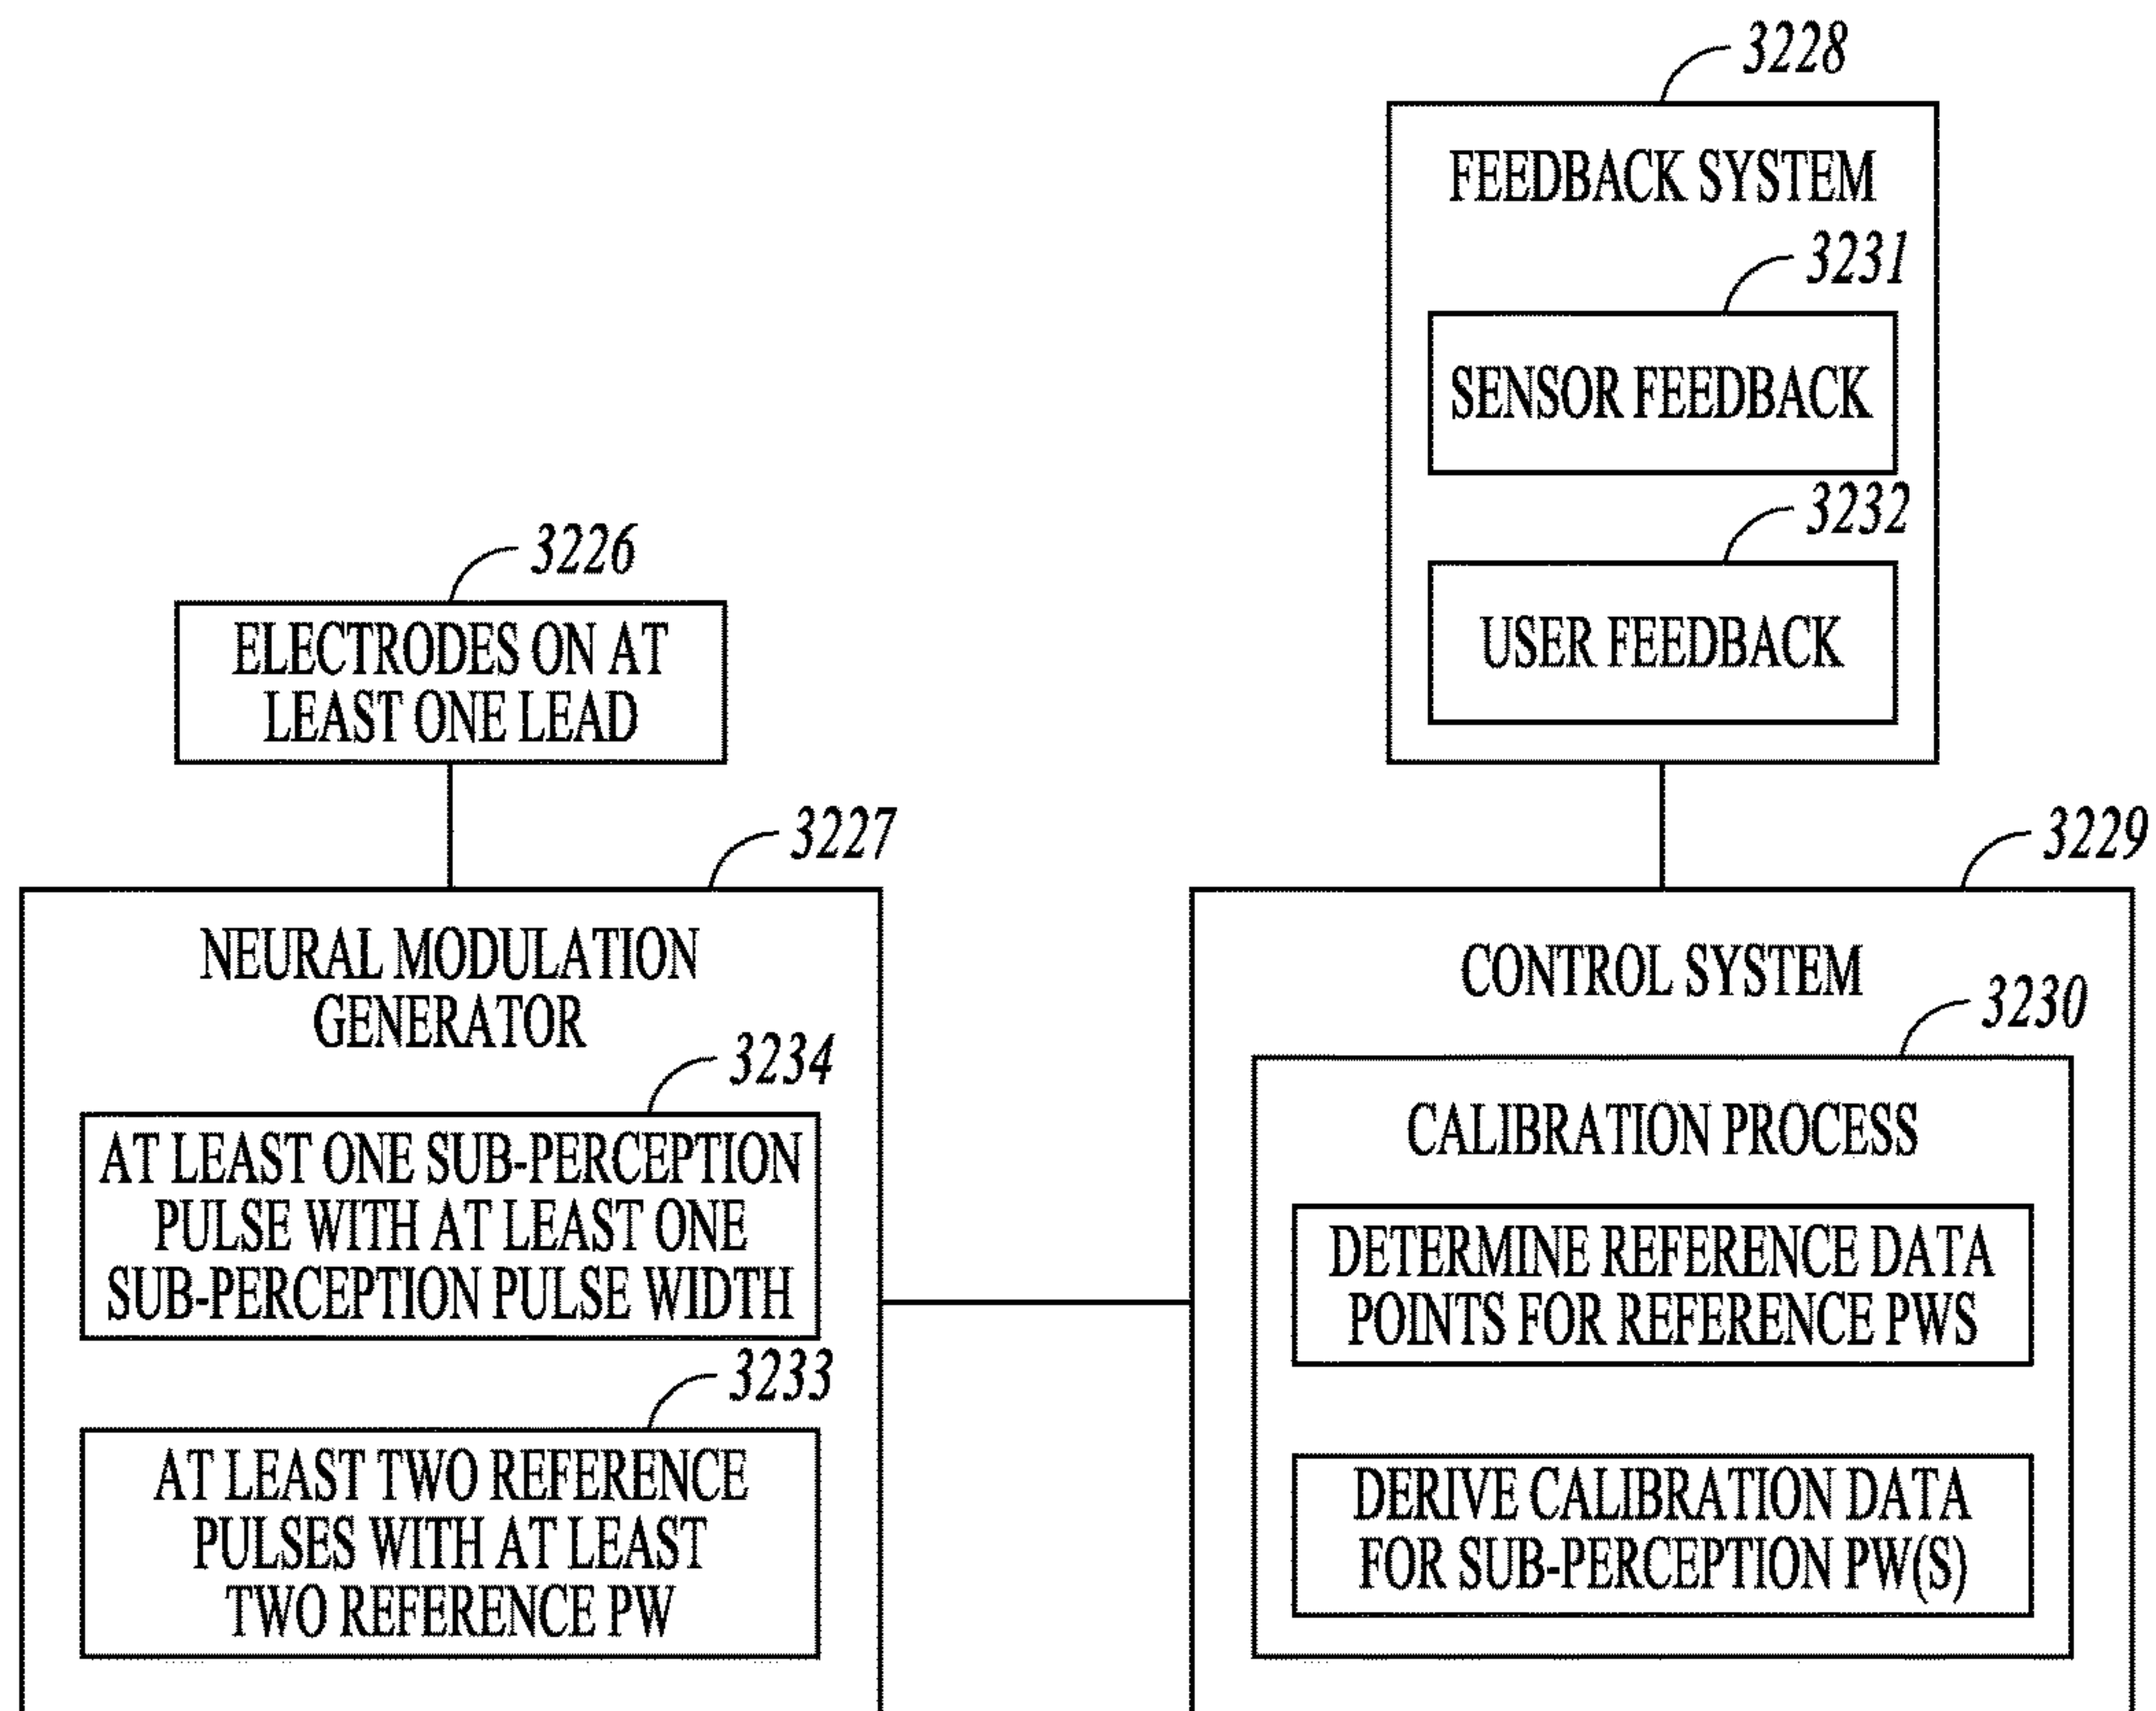 3228
FEEDBACK SYSTEM
3231
SENSOR FEEDBACK
3232
USER FEEDBACK
3226
ELECTRODES ON AT
LEAST ONE LEAD
3227
NEURAL MODULATION
GENERATOR
3234
AT LEAST ONE SUB-PERCEPTION
PULSE WITH AT LEAST ONE
SUB-PERCEPTION PULSE WIDTH
3233
AT LEAST TWO REFERENCE
PULSES WITH AT LEAST
TWO REFERENCE PW
3229
CONTROL SYSTEM
3230
CALIBRATION PROCESS
DETERMINE REFERENCE DATA
POINTS FOR REFERENCE PWS
DERIVE CALIBRATION DATA
FOR SUB-PERCEPTION PW(S)